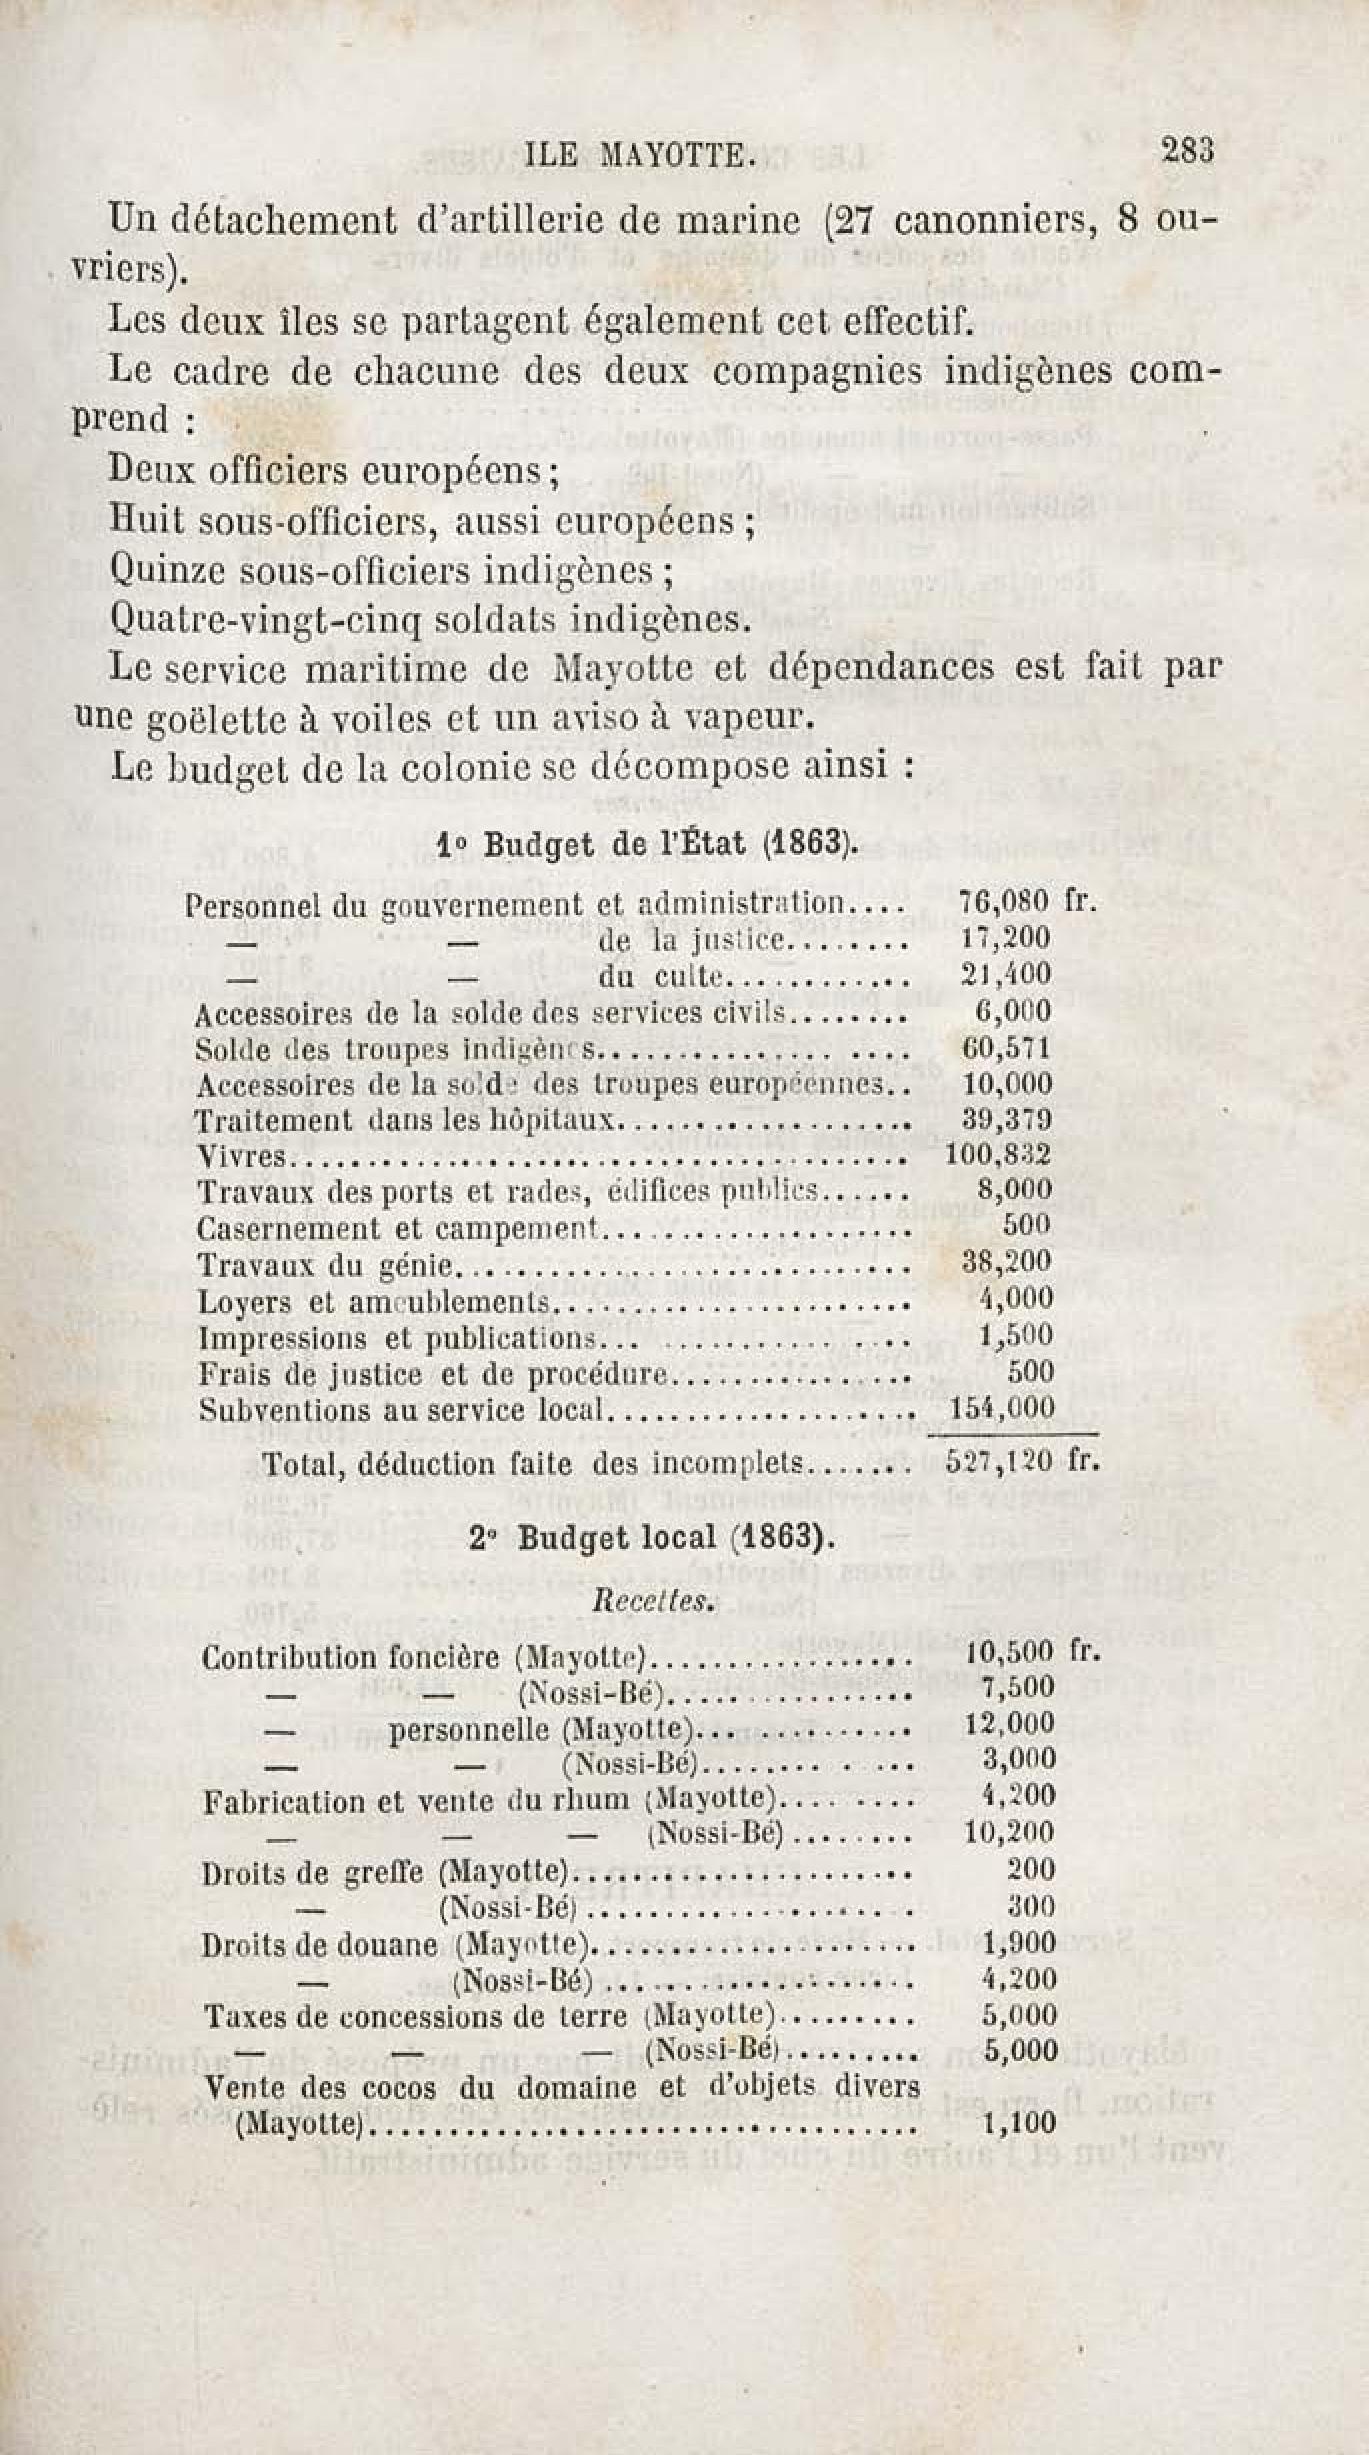 ILE MAYOTTE. 283
Un détachement d'artillerie de marine (27 canonniers, 8 ou-
vriers).
Les deux îles se partagent également cet effectif.
Le cadre de chacune des deux compagnies indigènes com-
prend :
Deux officiers européens ;
Huit sous-officiers, aussi européens ;
Quinze sous-officiers indigènes ;
Quatre-vingt-cinq soldats indigènes.
Le service maritime de Mayotte et dépendances est fait par
une goëlette à voiles et un aviso à vapeur.
Le budget de la colonie se décompose ainsi :
1º Budget de l'État (1863).
Personnel du gouvernement et administration.... 76,080 fr.
— — de la justice........ 17,200
— — du culte............ 21,400
Accessoires de la solde des services civils........ 6,000
Solde des troupes indigènes.................... 60,571
Accessoires de la solde des troupes européennes.. 10,000
Traitement dans les hôpitaux................... 39,379
Vivres........................................ 100,832
Travaux des ports et rades, édifices publics...... 8,000
Casernement et campement.................... 500
Travaux du génie............................. 38,200
Loyers et ameublements....................... 4,000
Impressions et publications.................... 1,500
Frais de justice et de procédure................ 500
Subventions au service local.................... 154,000
Total, déduction faite des incomplets....... 527,120 fr.
2º Budget local (1863).
Recettes.
Contribution foncière (Mayotte)................. 10,500 fr.
— — (Nossi-Bé)................ 7,500
— personnelle (Mayotte).............. 12,000
— — (Nossi-Bé)............ 3,000
Fabrication et vente du rhum (Mayotte)........ 4,200
— — — (Nossi-Bé) ........ 10,200
Droits de greffe (Mayotte)...................... 200
— (Nossi-Bé) ..................... 300
Droits de douane (Mayotte)..................... 1,900
— (Nossi-Bé) .................... 4,200
Taxes de concessions de terre (Mayotte)......... 5,000
— — — (Nossi-Bé)......... 5,000
Vente des cocos du domaine et d'objets divers
(Mayotte)................................... 1,100